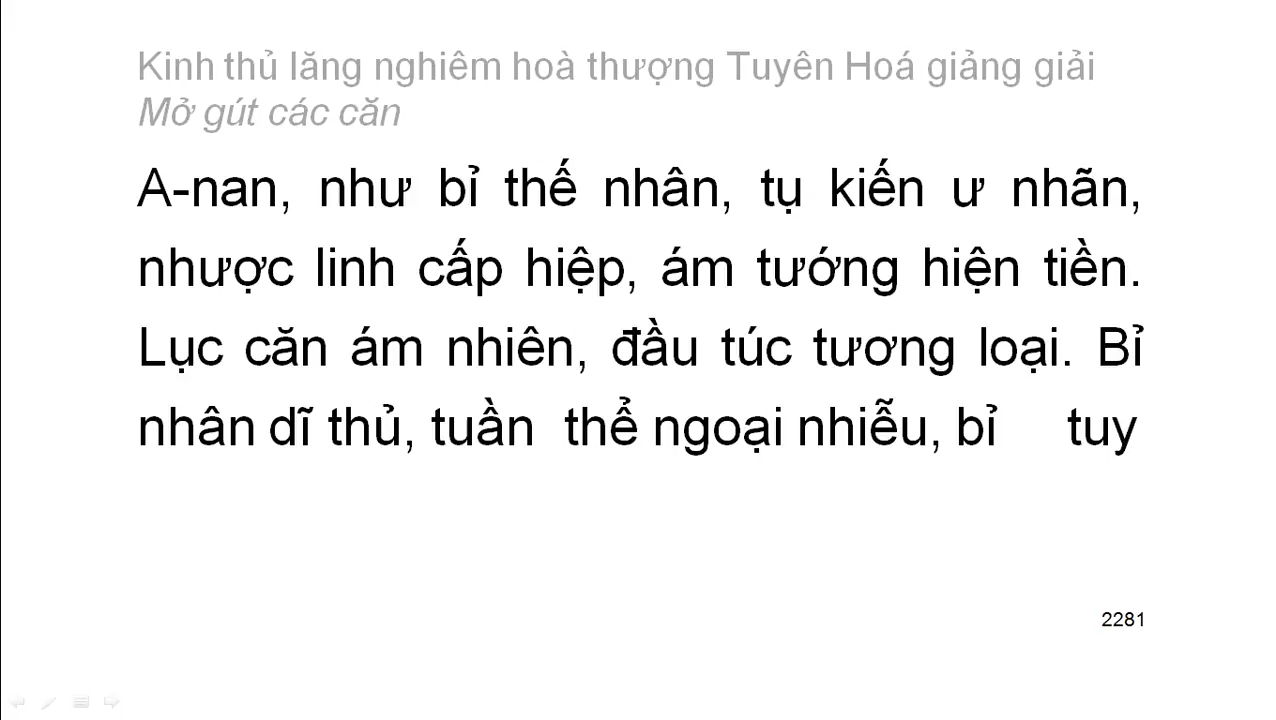 Kinh thủ lăng nghiêm hoà thượng Tuyên Hoá giảng giải
Mở gút các căn
A-nan, như bỉ thế nhân, tụ kiến ư nhãn,
nhược linh cấp hiệp, ám tướng hiện tiền.
Lục căn ám nhiên, đầu túc tương loại. Bỉ
nhân dĩ thủ, tuần thể ngoại nhiễu, bỉ tuy
2281